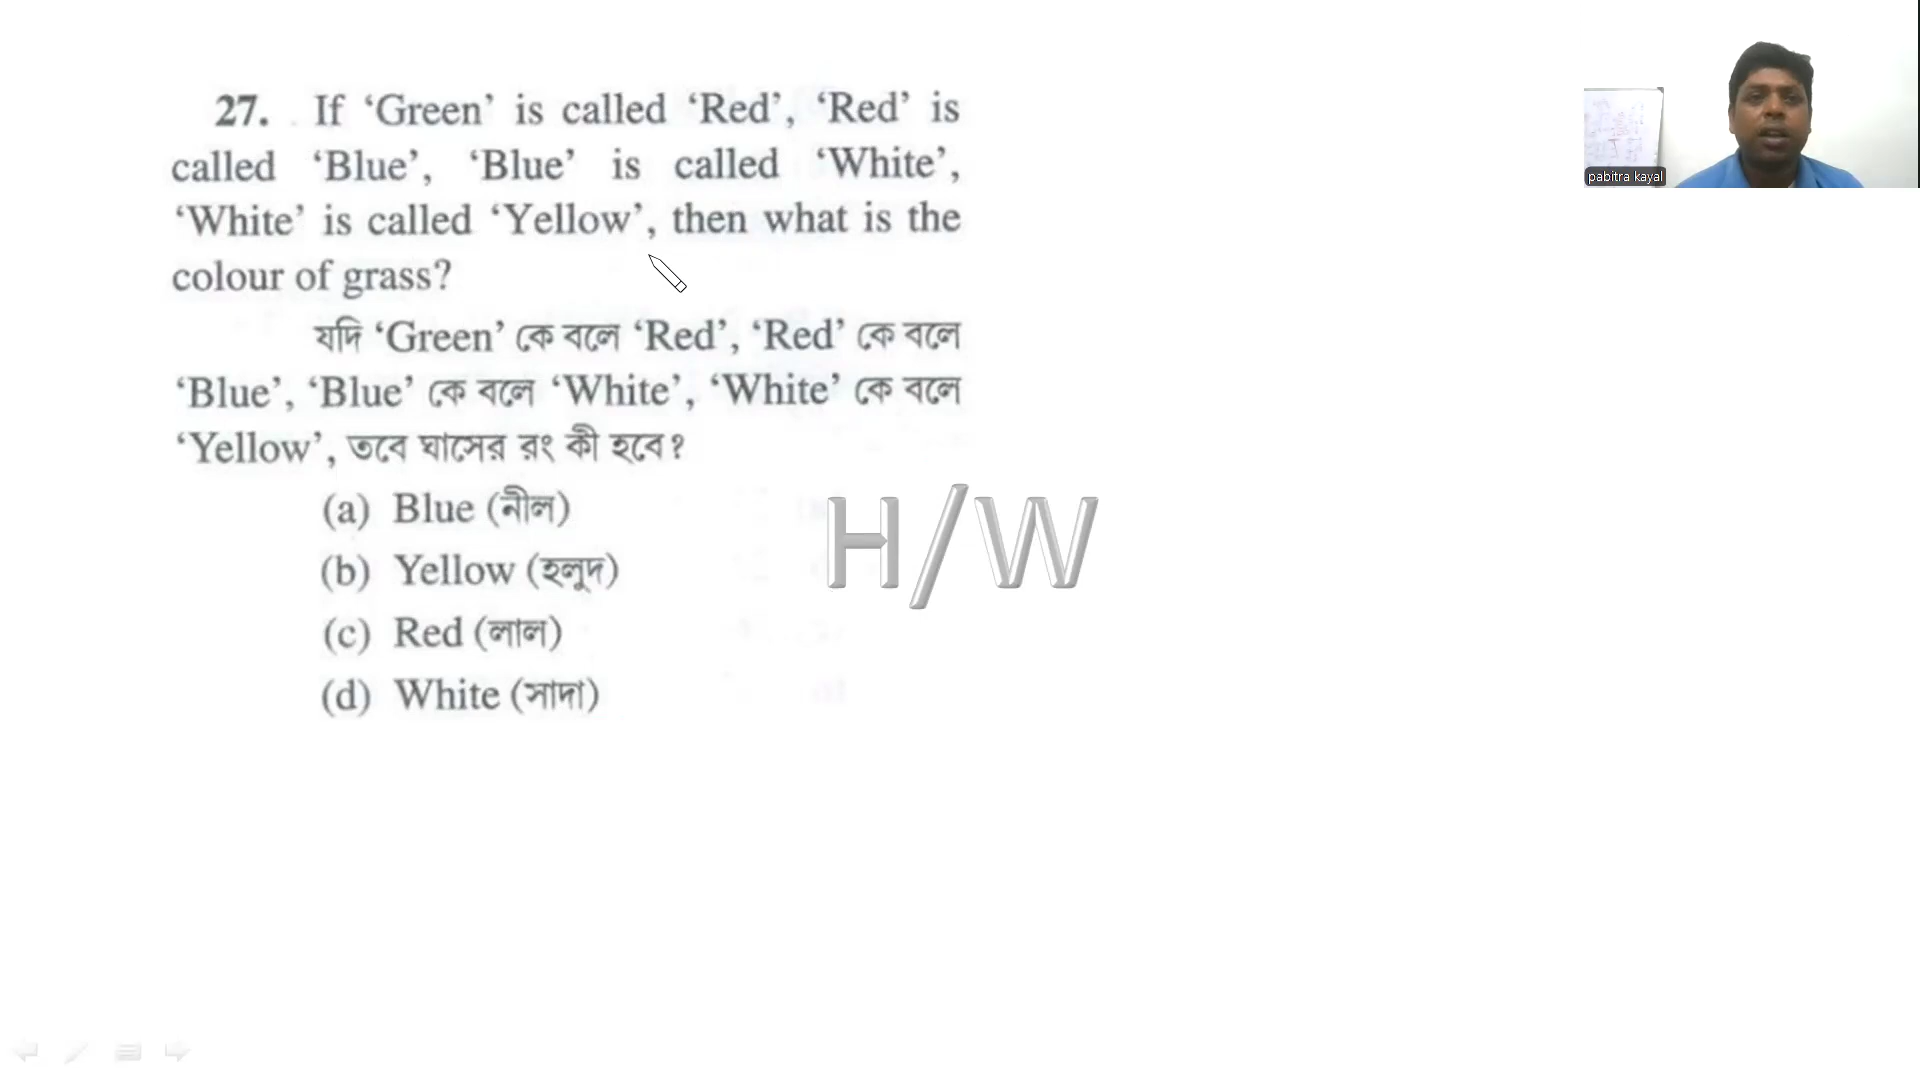 27. If ‘Green’ is called ‘Red’, ‘Red’ is
called ‘Blue’, ‘Blue’ is called ‘White’,
‘White’ is called ‘Yellow’, then what is the
colour of grass?
যদি ‘Green’ কে বলে ‘Red’, ‘Red’ কে বলে
‘Blue’, ‘Blue’ কে বলে ‘White’, ‘White’ কে বলে
‘Yellow’, তবে ঘাসের রং কী হবে?
(a) Blue (নীল)
(b) Yellow (হলুদ)
(c) Red (লাল)
(d) White (সাদা)
H/W
pabitra kayal